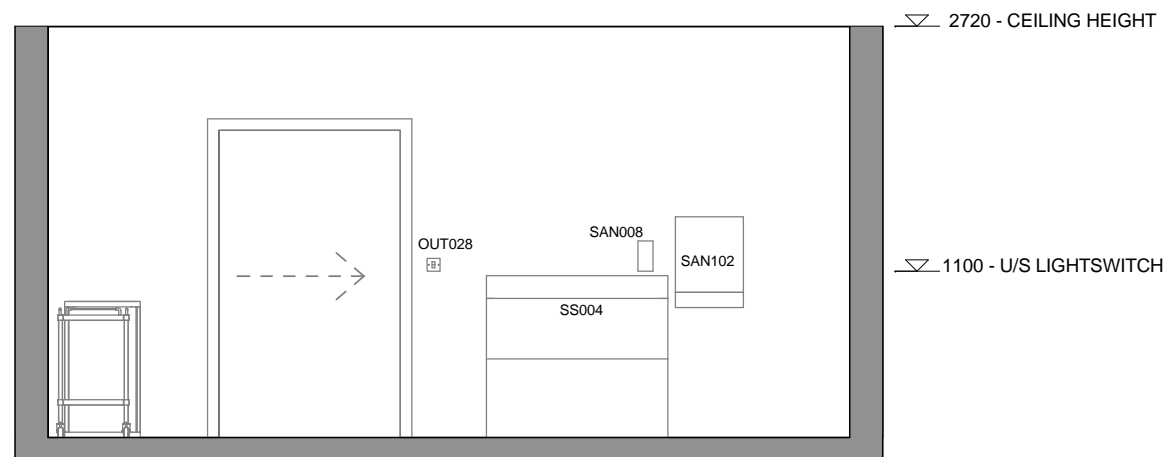 2720 - CEILING HEIGHT
OUT028
SAN008
SAN102
1100 - U/S LIGHTSWITCH
SS004